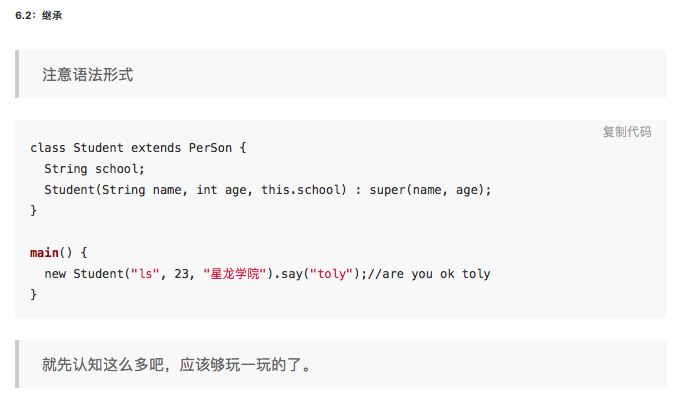 6.2：继承
注意语法形式
复制代码
class Student extends PerSon {
  String school;
  Student(String name, int age, this.school) : super(name, age);
}
main() {
  new Student("ls", 23, "星龙学院").say("toly");//are you ok toly
}
就先认知这么多吧，应该够玩一玩的了。